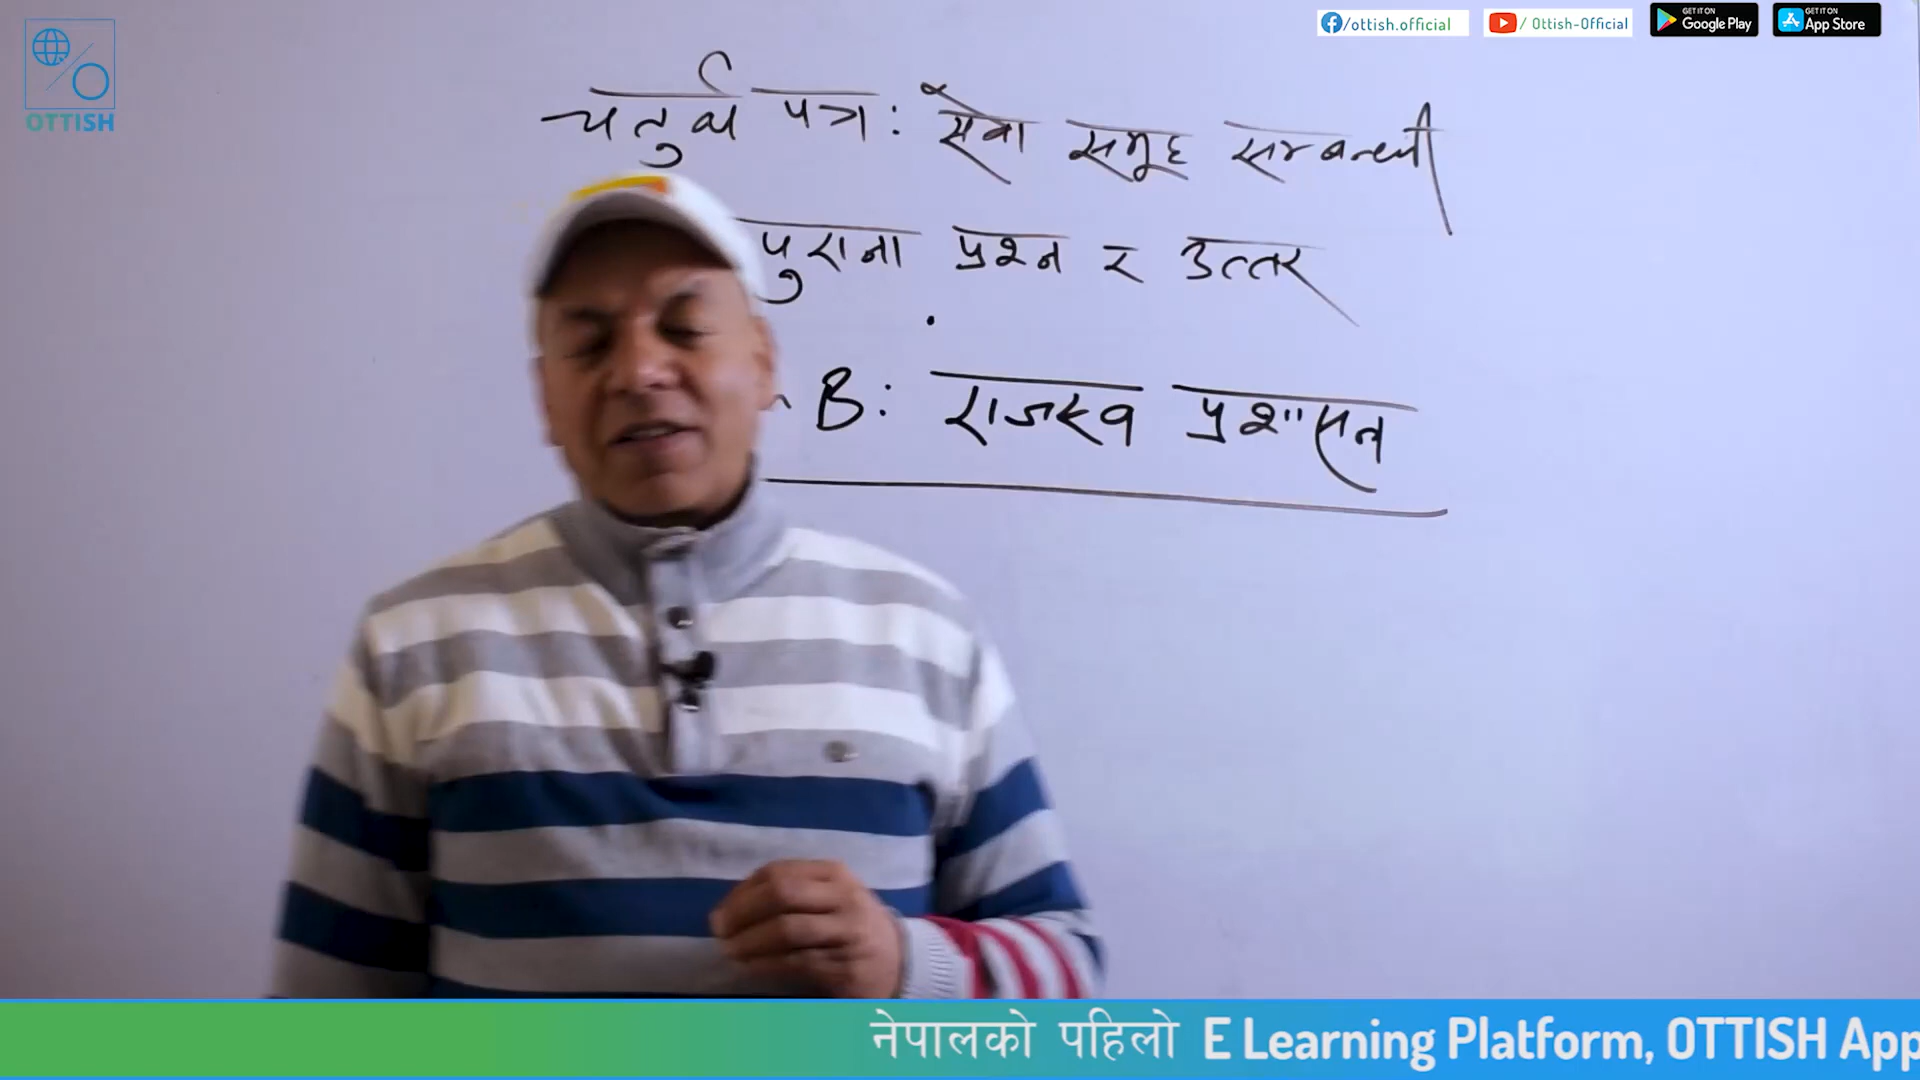 OTTISH
/ottish.official
/ Ottish-Official
GET IT ON Google Play
GET IT ON App Store
चतुर्थ पत्र: सेवा समूह सम्बन्धी
पुराना प्रश्न र उत्तर
B: राजस्व प्रशासन
नेपालको पहिलो E Learning Platform, OTTISH App